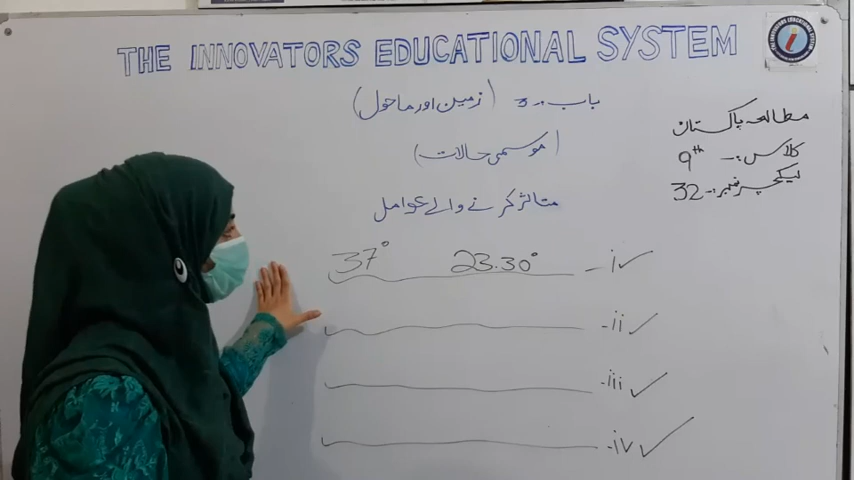 THE INNOVATORS EDUCATIONAL SYSTEM
باب۔ 3 (زمین اور ماحول)
(موسمی حالات)
متاثر کرنے والے عوامل
مطالعہ پاکستان
کلاس :- 9th
لیکچر نمبر :- 32
37° 23.30° - i ✓
- ii ✓
- iii ✓
- iv ✓